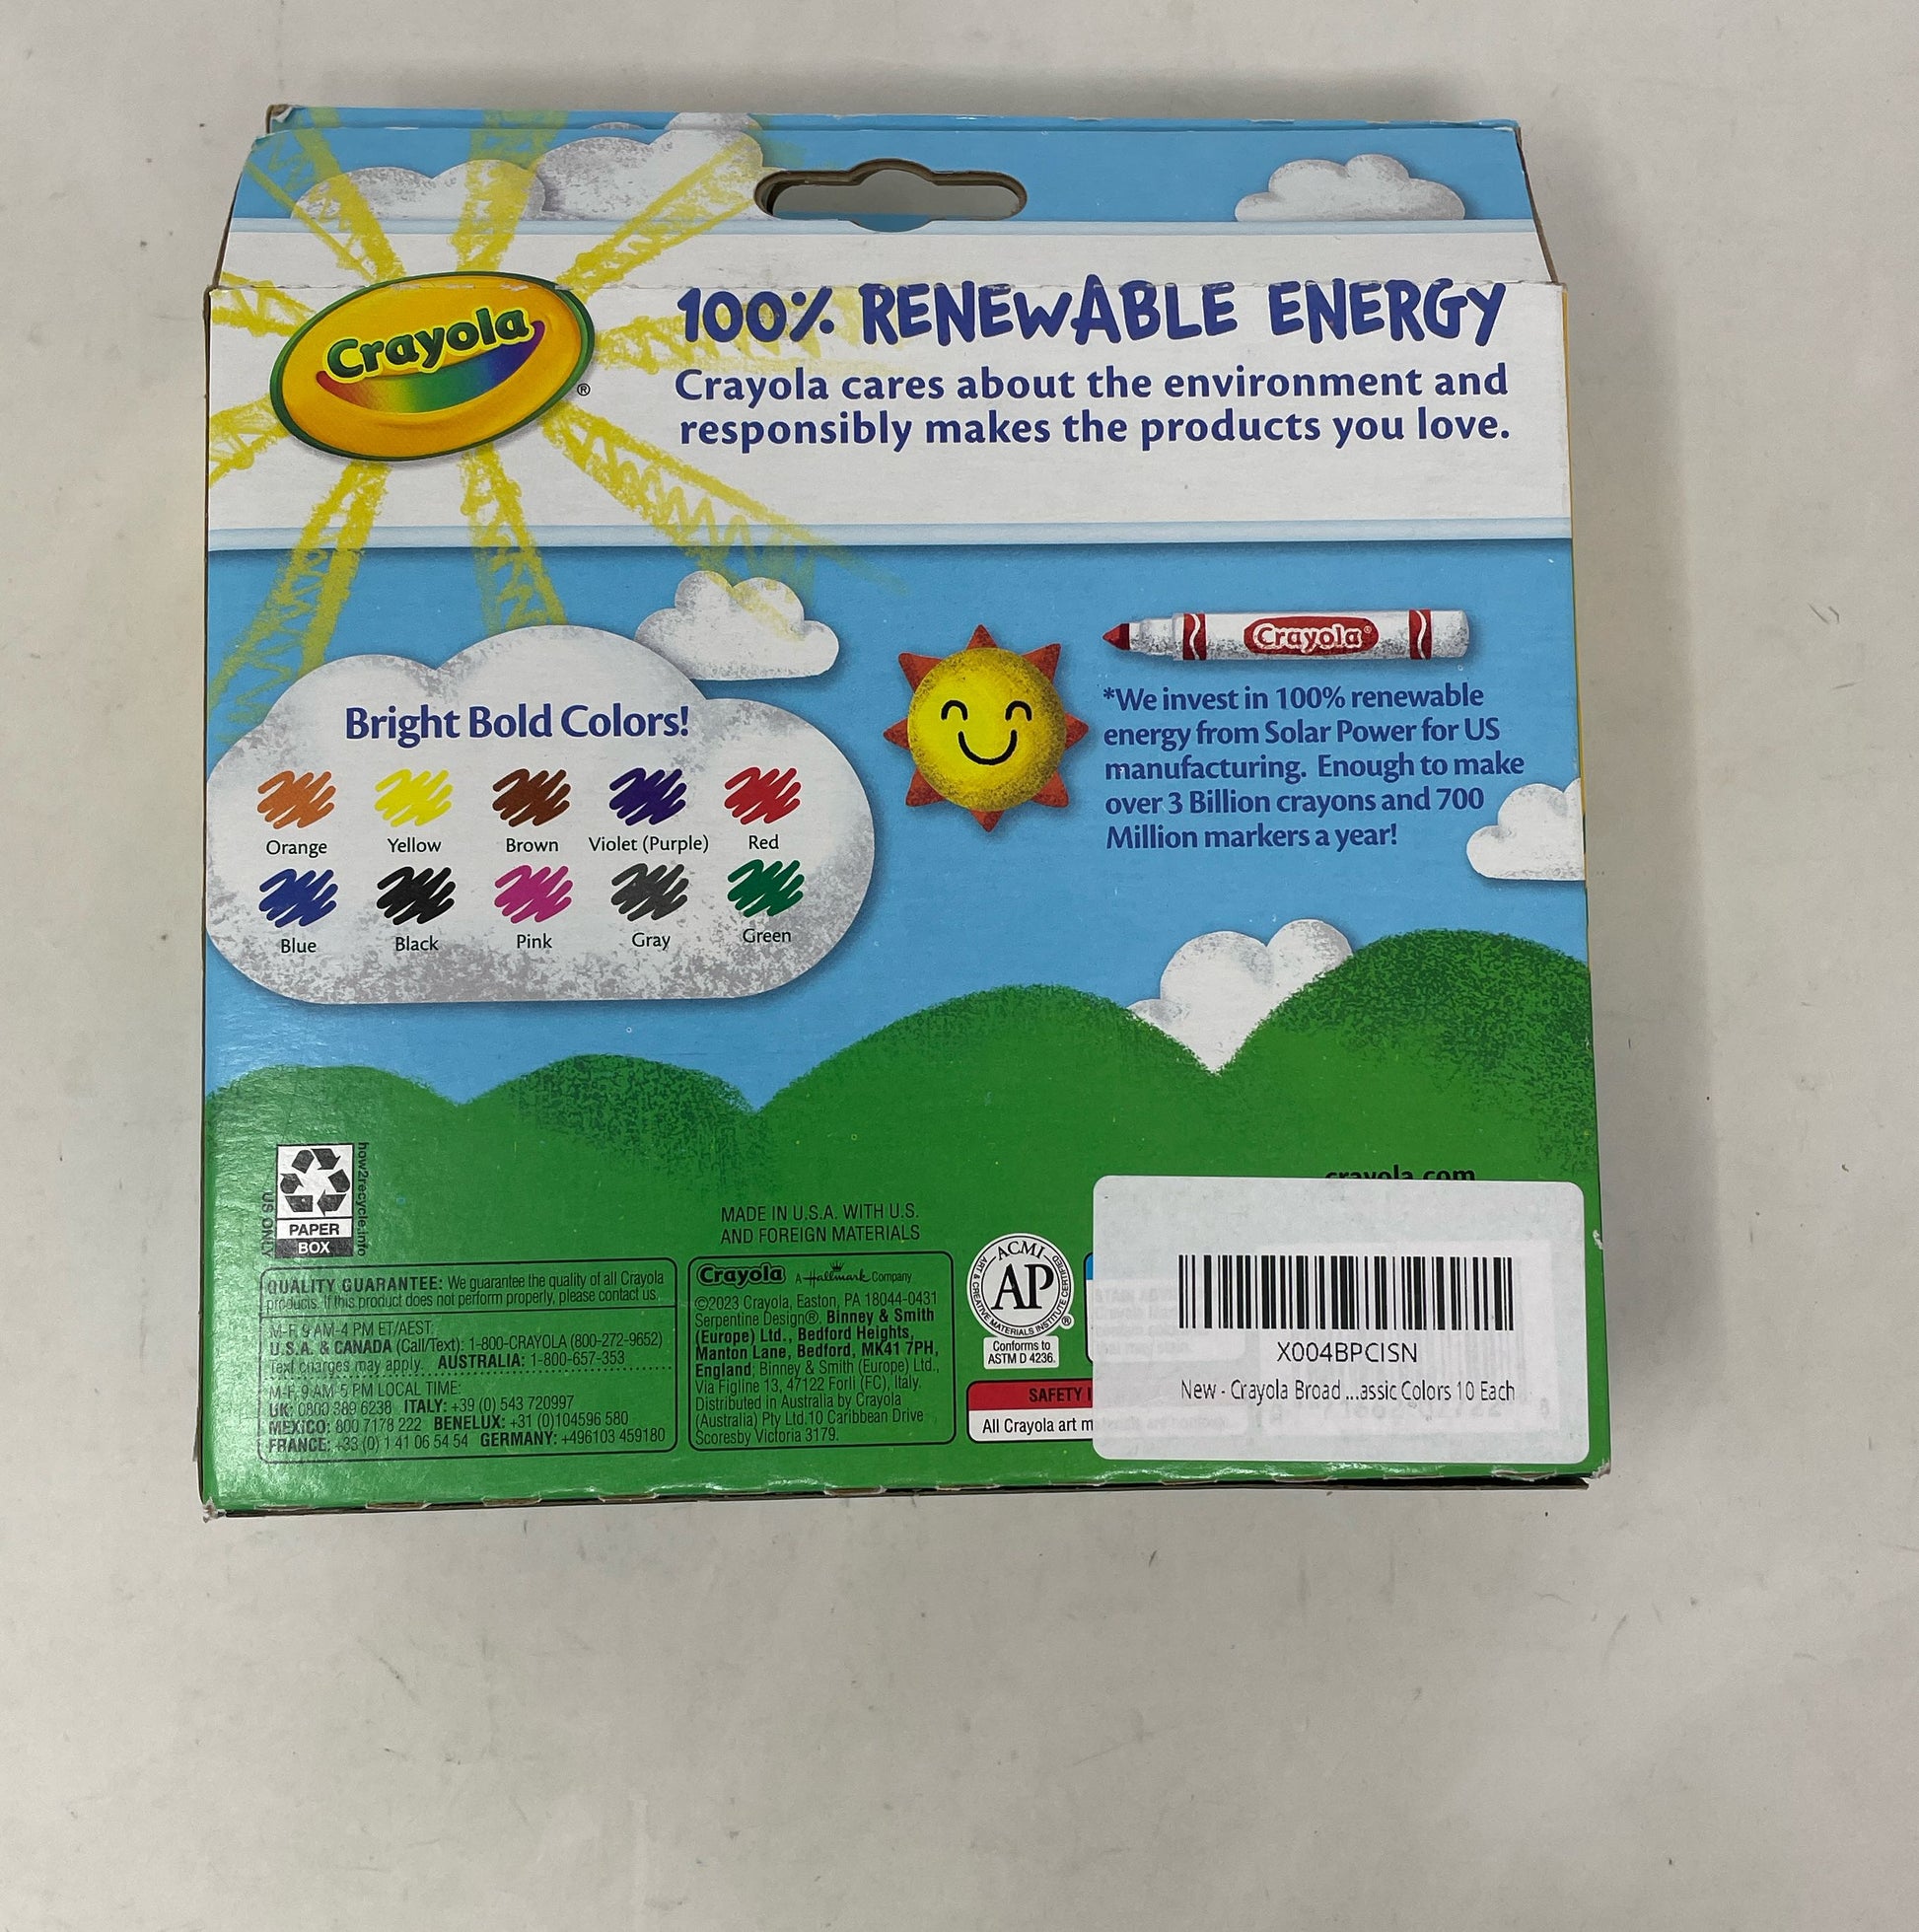 Crayola
®
100% RENEWABLE ENERGY
Crayola cares about the environment and
responsibly makes the products you love.
Crayola®
*We invest in 100% renewable
energy from Solar Power for US
manufacturing. Enough to make
over 3 Billion crayons and 700
Million markers a year!
Bright Bold Colors!
Orange Yellow Brown Violet (Purple) Red
Blue Black Pink Gray Green
how2recycle.info
US ONLY
PAPER
BOX
QUALITY GUARANTEE: We guarantee the quality of all Crayola
products. If this product does not perform properly, please contact us.
M-F, 9 AM-4 PM ET/AEST:
U.S.A. & CANADA (Call/Text): 1-800-CRAYOLA (800-272-9652)
Text charges may apply. AUSTRALIA: 1-800-657-353
M-F, 9 AM-5 PM LOCAL TIME:
UK: 0800 389 6238 ITALY: +39 (0) 543 720997
MEXICO: 800 7178 222 BENELUX: +31 (0)104596 580
FRANCE: +33 (0) 1 41 06 54 54 GERMANY: +496103 459180
MADE IN U.S.A. WITH U.S.
AND FOREIGN MATERIALS
Crayola A Hallmark Company
©2023 Crayola, Easton, PA 18044-0431
Serpentine Design®, Binney & Smith
(Europe) Ltd., Bedford Heights,
Manton Lane, Bedford, MK41 7PH,
England; Binney & Smith (Europe) Ltd.,
Via Figline 13, 47122 Forli (FC), Italy.
Distributed in Australia by Crayola
(Australia) Pty Ltd.10 Caribbean Drive
Scoresby Victoria 3179.
ACMI
AP
ART & CREATIVE MATERIALS INSTITUTE CERTIFIED
®
Conforms to
ASTM D 4236.
SAFETY
All Crayola art
crayola.com
X004BPCISN
New - Crayola Broad ...assic Colors 10 Each